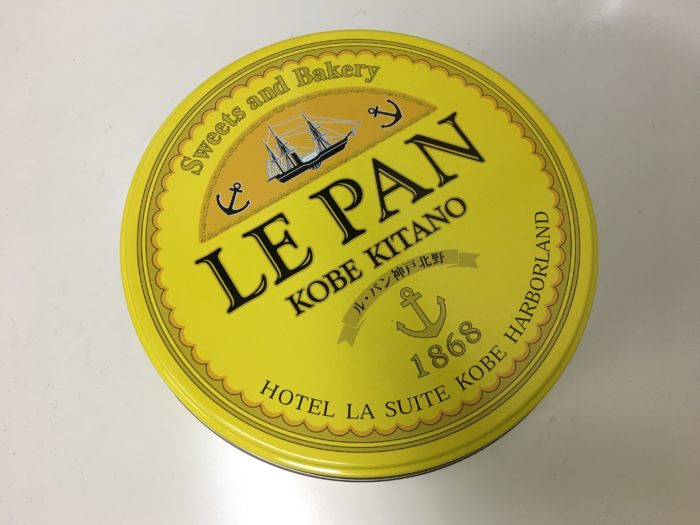 Sweets and Bakery
LE PAN
KOBE KITANO
ル・パン神戸北野
1868
HOTEL LA SUITE KOBE HARBORLAND